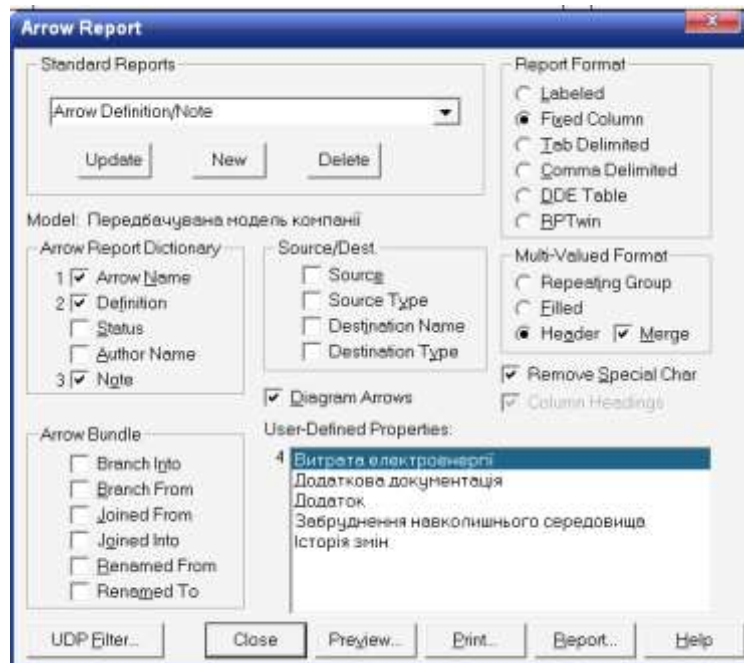 Arrow Report
Standard Reports
Arrow Definition/Note
Update New Delete
Model: Передбачувана модель компанії
Arrow Report Dictionary
1 Arrow Name
2 Definition
Status
Author Name
3 Note
Source/Dest.
Source
Source Type
Destination Name
Destination Type
Report Format
Labeled
Fixed Column
Tab Delimited
Comma Delimited
DDE Table
RPTwin
Multi-Valued Format
Repeating Group
Filled
Header Merge
Remove Special Char
Column Headings
Diagram Arrows
Arrow Bundle
Branch Into
Branch From
Joined From
Joined Into
Renamed From
Renamed To
User-Defined Properties:
4 Витрата електроенергії
Додаткова документація
Додаток
Забруднення навколишнього середовища
Історія змін
UDP Filter... Close Preview... Print... Report... Help